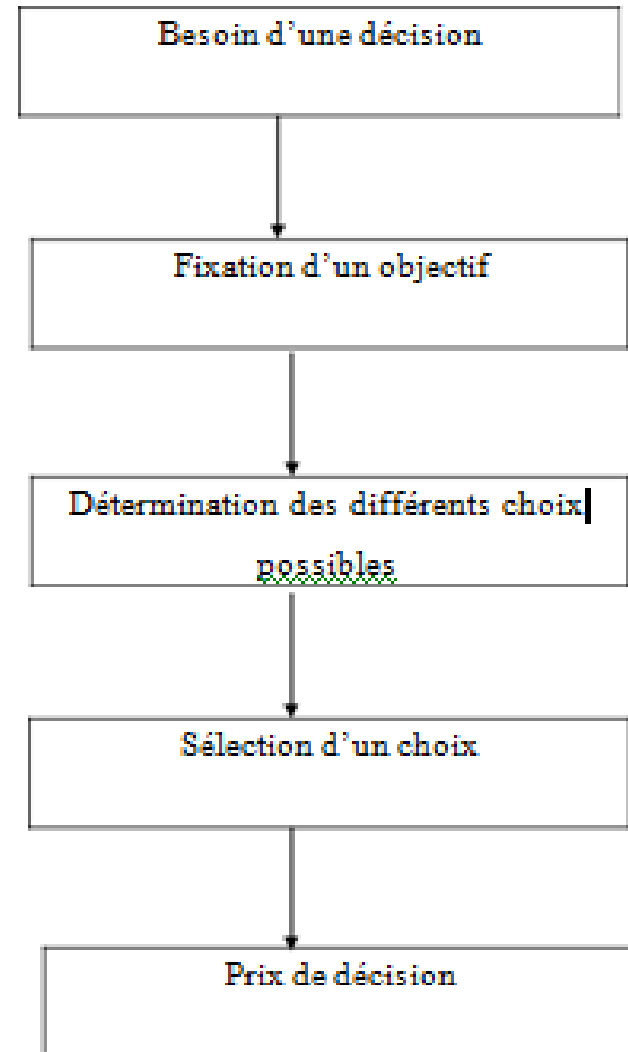 Besoin d’une décision
Fixation d’un objectif
Détermination des différents choix
possibles
Sélection d’un choix
Prix de décision